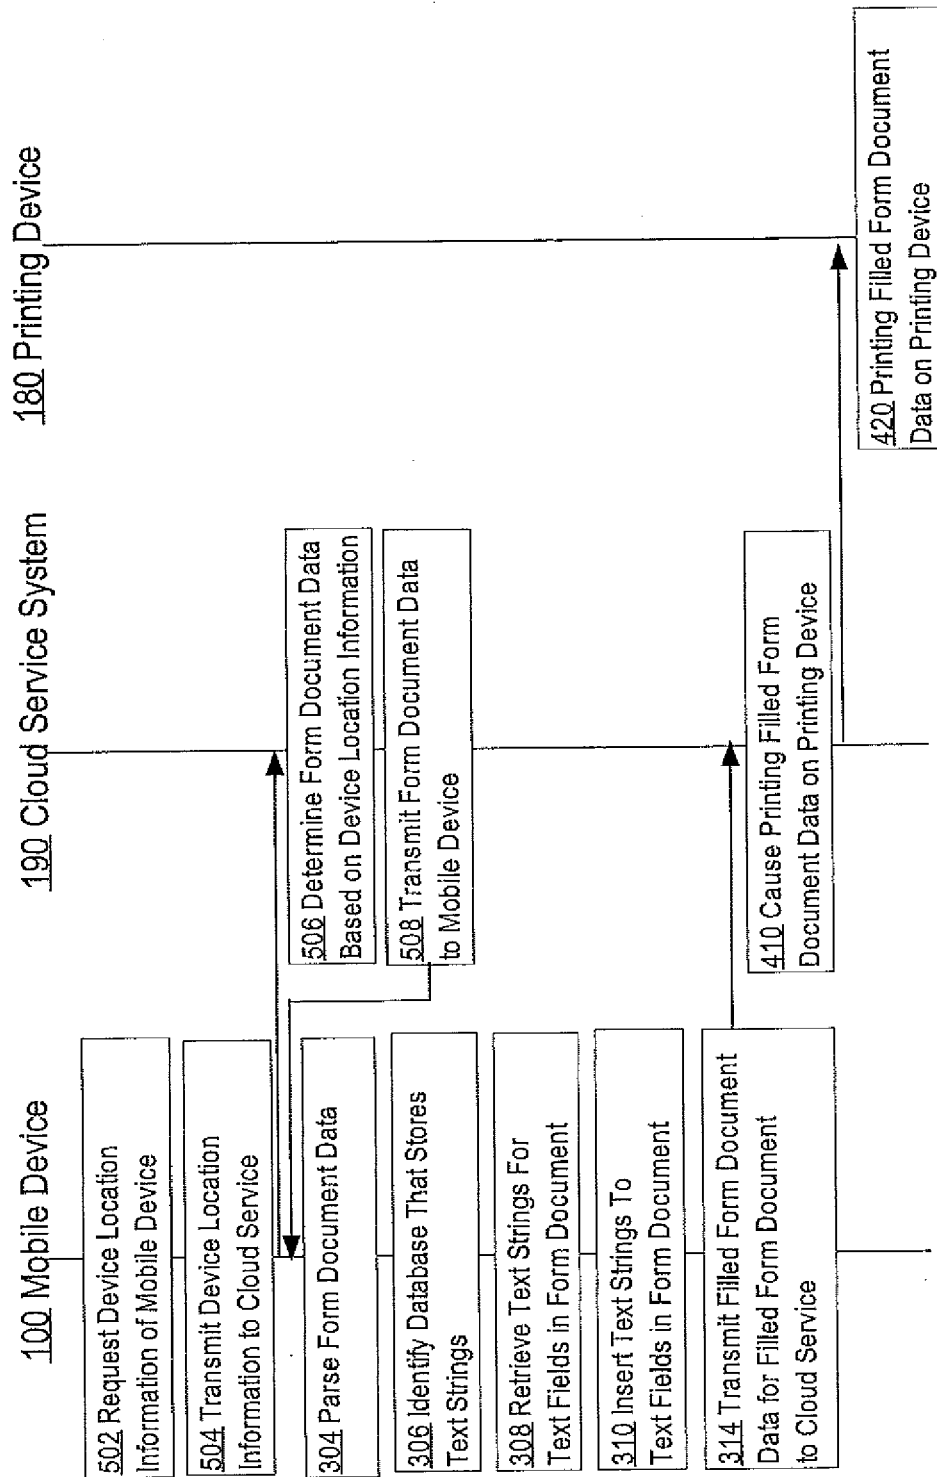 100 Mobile Device
502 Request Device Location
Information of Mobile Device
504 Transmit Device Location
Information to Cloud Service
304 Parse Form Document Data
306 Identify Database That Stores
Text Strings
308 Retrieve Text Strings For
Text Fields in Form Document
310 Insert Text Strings To
Text Fields in Form Document
314 Transmit Filled Form Document
Data for Filled Form Document
to Cloud Service
190 Cloud Service System
506 Determine Form Document Data
Based on Device Location Information
508 Transmit Form Document Data
to Mobile Device
410 Cause Printing Filled Form
Document Data on Printing Device
180 Printing Device
420 Printing Filled Form Document
Data on Printing Device